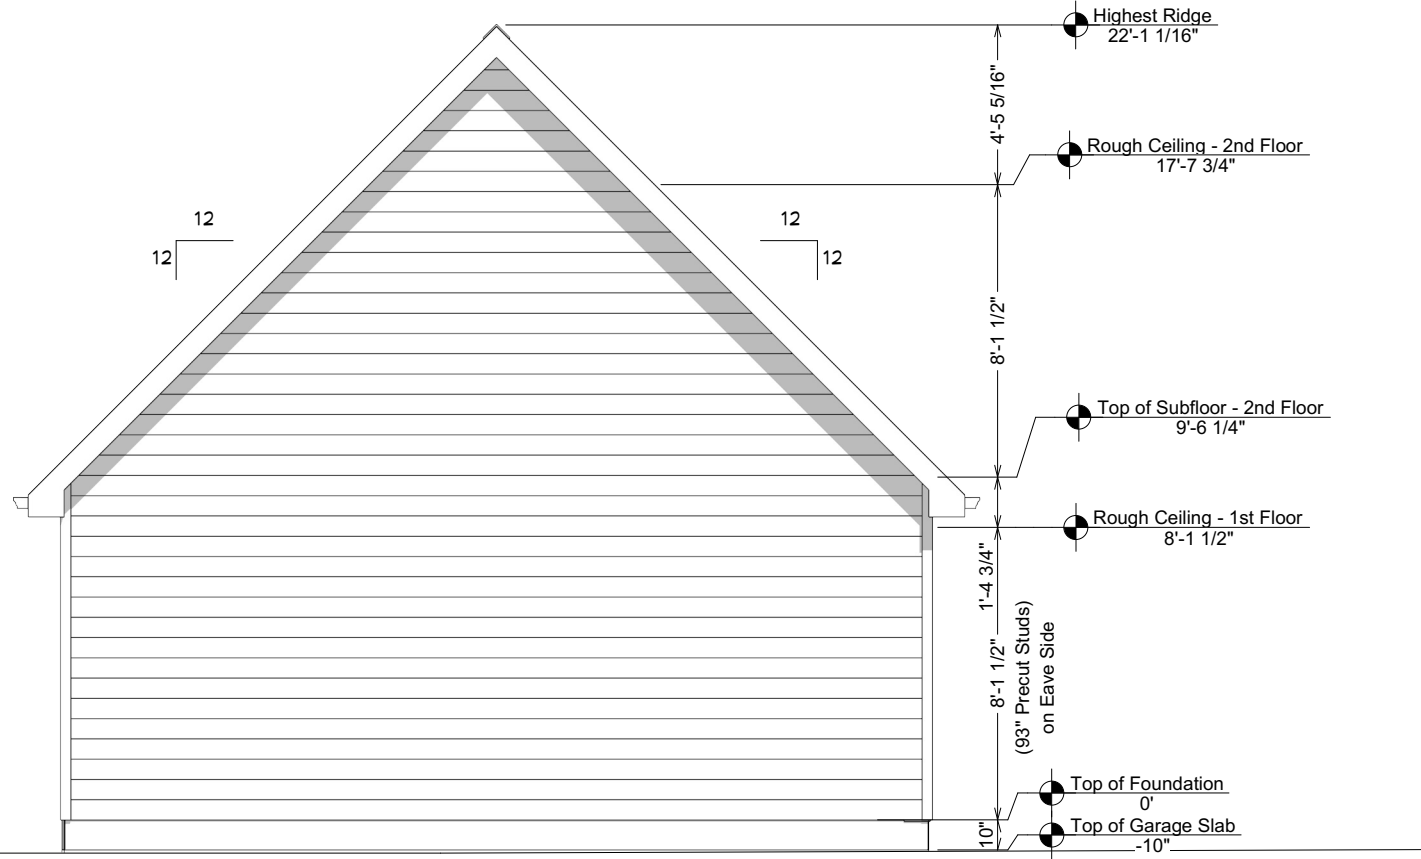 Highest Ridge
22'-1 1/16"
4'-5 5/16"
Rough Ceiling - 2nd Floor
17'-7 3/4"
12
12
12
12
8'-1 1/2"
Top of Subfloor - 2nd Floor
9'-6 1/4"
Rough Ceiling - 1st Floor
8'-1 1/2"
1'-4 3/4"
8'-1 1/2"
(93" Precut Studs)
on Eave Side
Top of Foundation
0'
10"
Top of Garage Slab
-10"